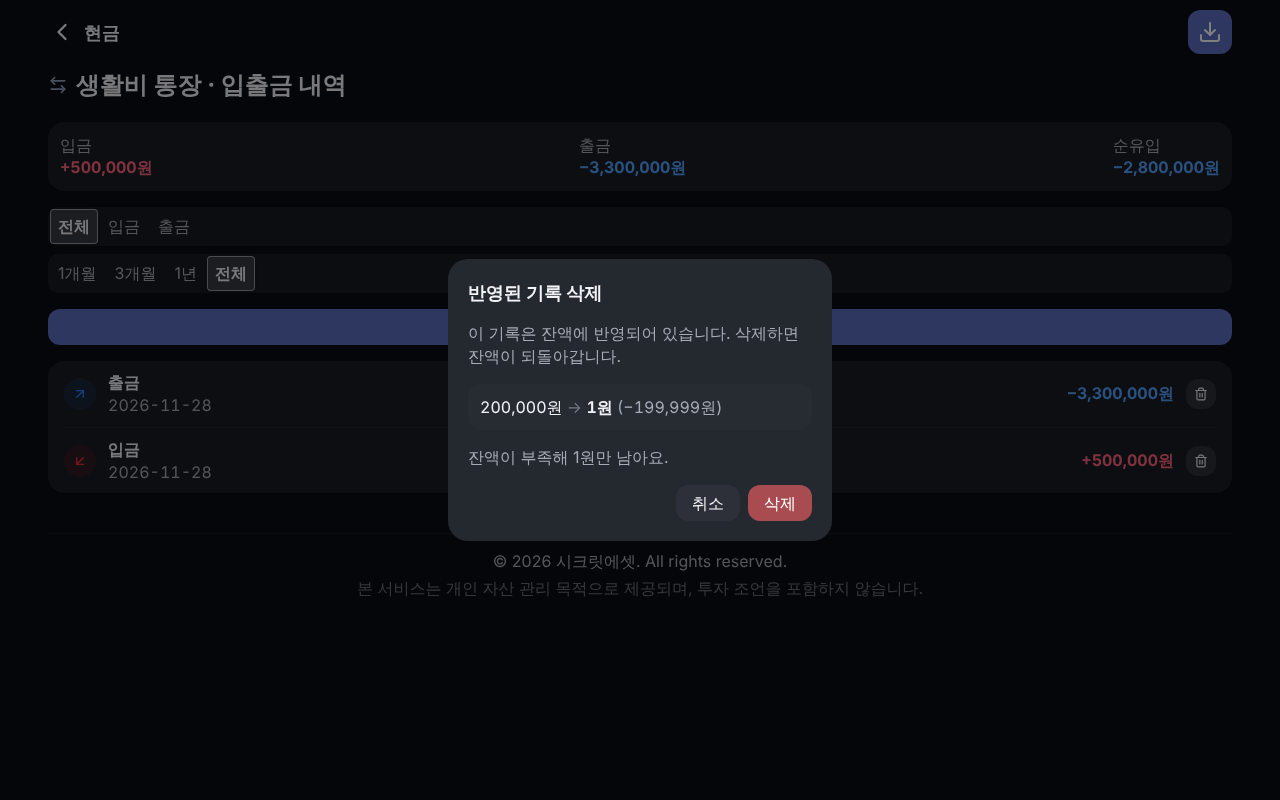 현금
생활비 통장 · 입출금 내역
입금 출금 순유입
+500,000원 −3,300,000원 −2,800,000원
전체 입금 출금
1개월 3개월 1년 전체
반영된 기록 삭제
이 기록은 잔액에 반영되어 있습니다. 삭제하면
잔액이 되돌아갑니다.
200,000원 → 1원 (−199,999원)
잔액이 부족해 1원만 남아요.
취소 삭제
출금
2026-11-28
−3,300,000원
입금
2026-11-28
+500,000원
© 2026 시크릿에셋. All rights reserved.
본 서비스는 개인 자산 관리 목적으로 제공되며, 투자 조언을 포함하지 않습니다.